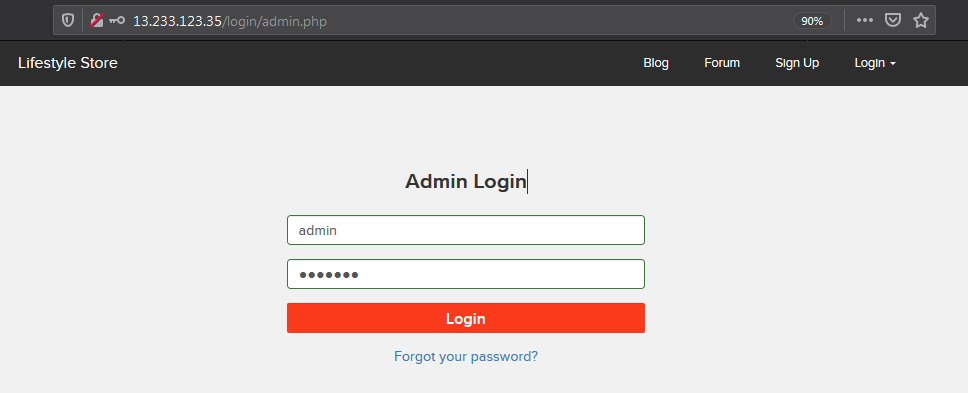 13.233.123.35/login/admin.php 90%
Lifestyle Store Blog Forum Sign Up Login
Admin Login
admin
●●●●●●●
Login
Forgot your password?